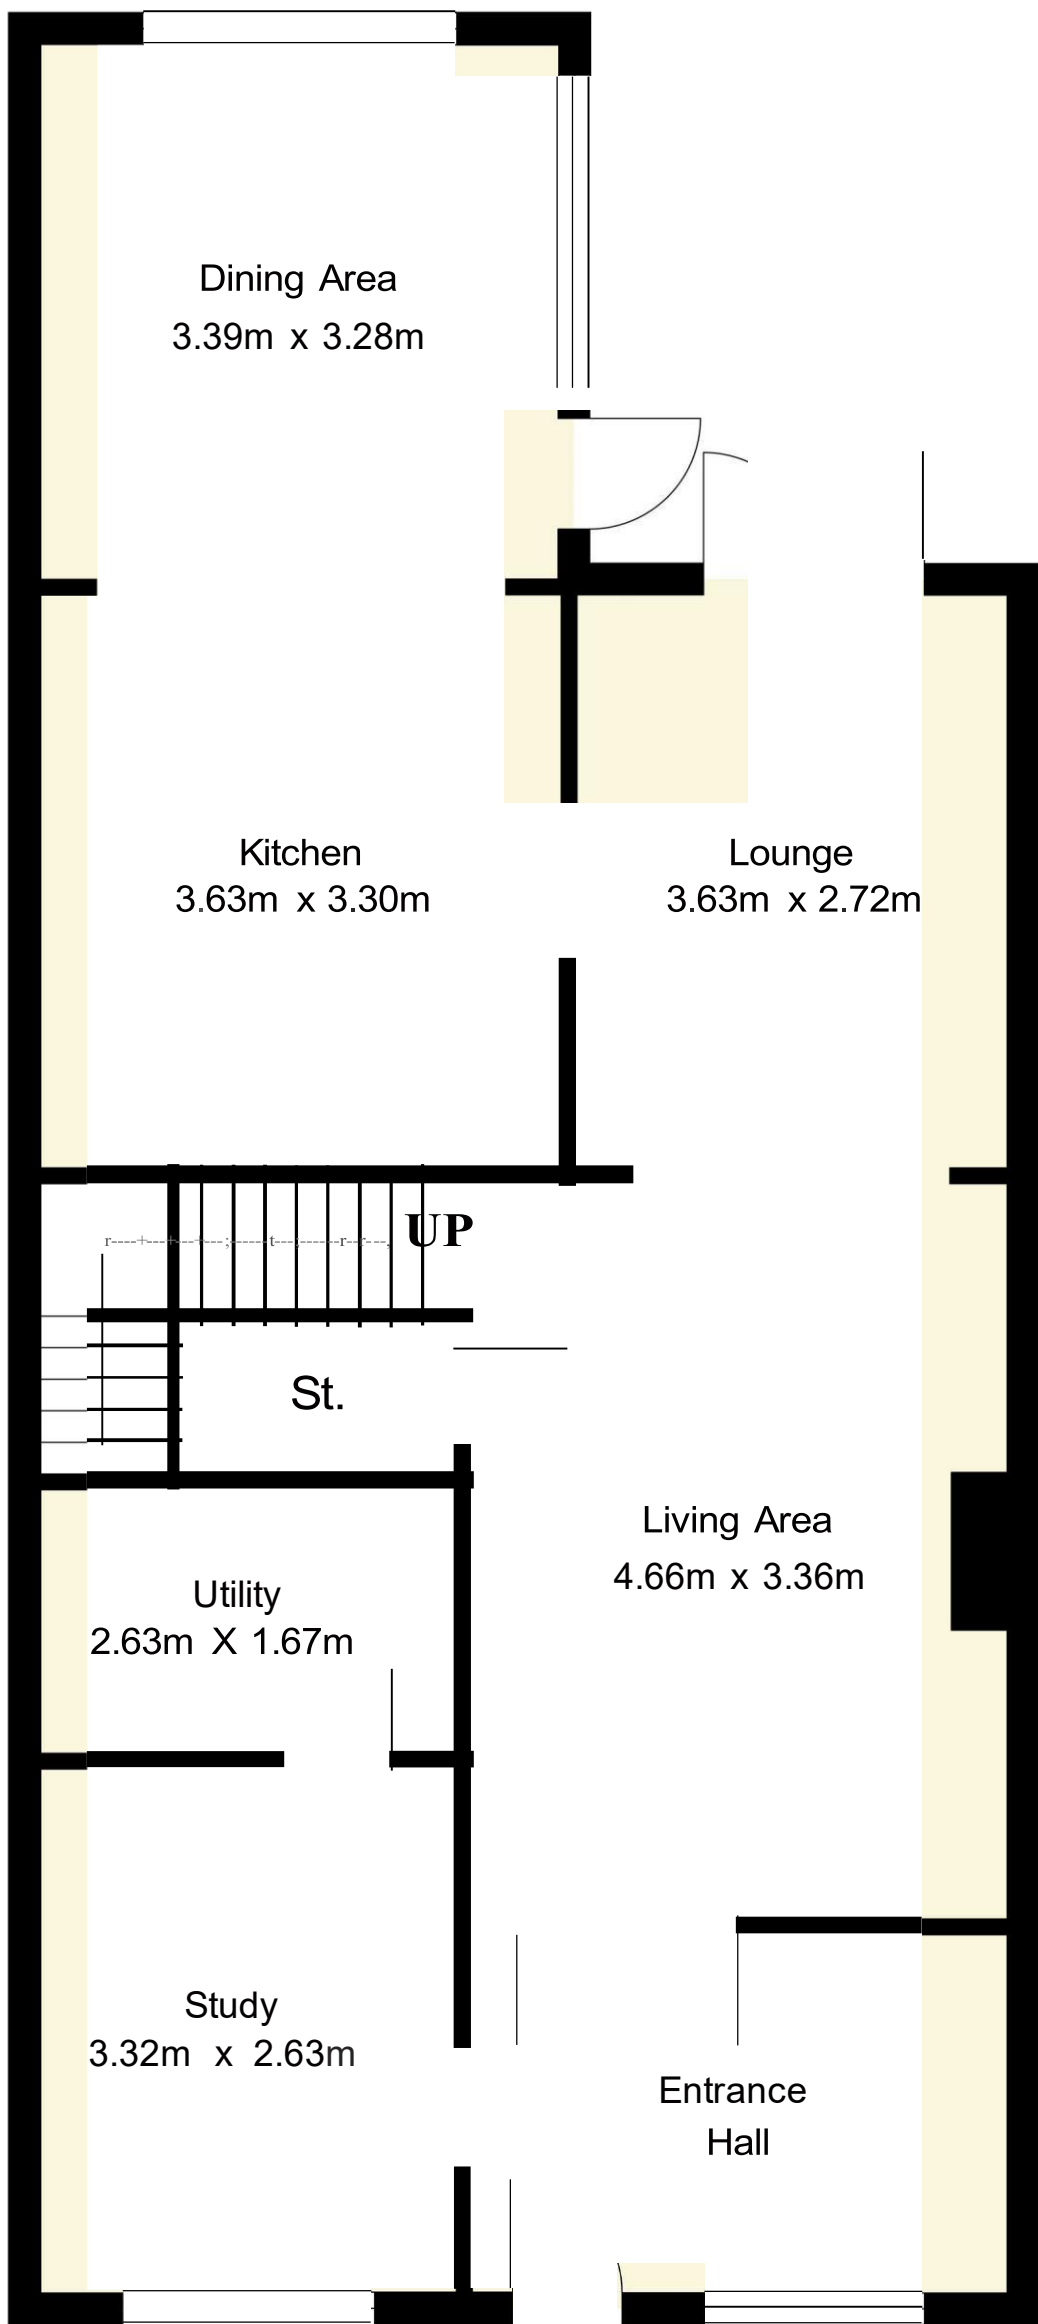 Dining Area
3.39m x 3.28m
Kitchen
3.63m x 3.30m
Lounge
3.63m x 2.72m
UP
St.
Living Area
4.66m x 3.36m
Utility
2.63m X 1.67m
Study
3.32m x 2.63m
Entrance
Hall